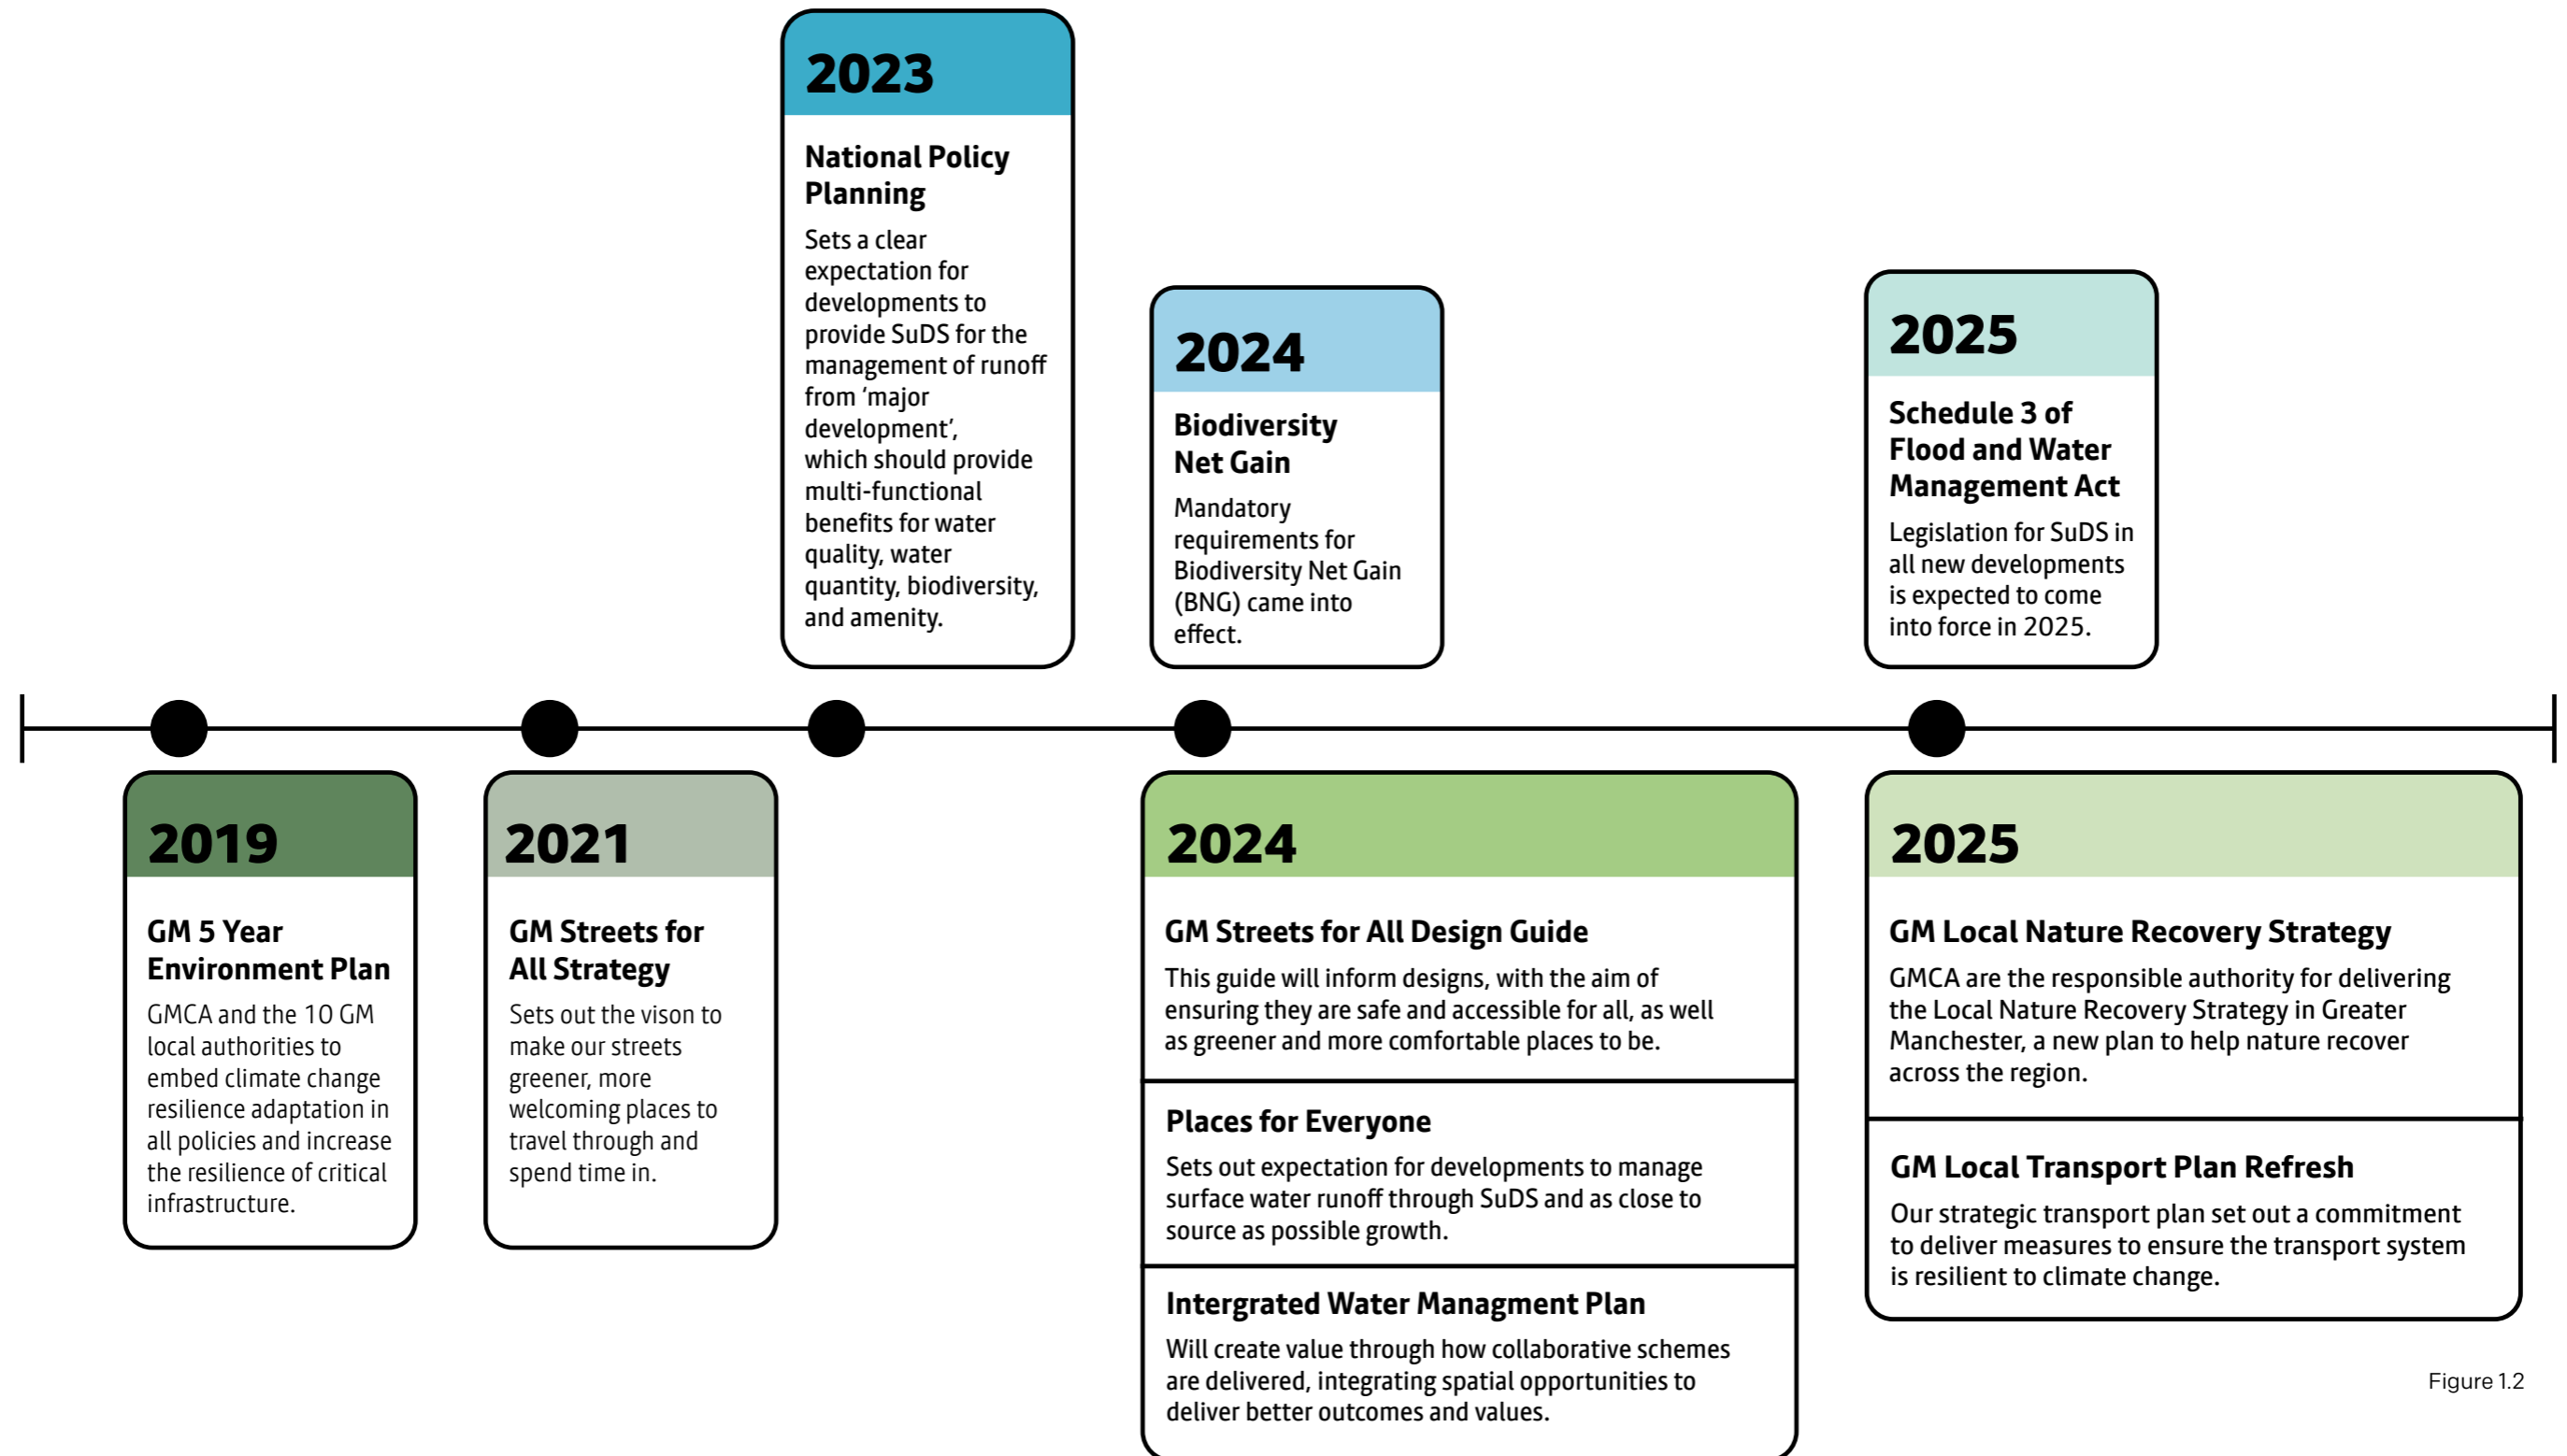 2023
National Policy
Planning
Sets a clear
expectation for
developments to
provide SuDS for the
management of runoff
from ‘major
development’,
which should provide
multi-functional
benefits for water
quality, water
quantity, biodiversity,
and amenity.
2024
Biodiversity
Net Gain
Mandatory
requirements for
Biodiversity Net Gain
(BNG) came into
effect.
2025
Schedule 3 of
Flood and Water
Management Act
Legislation for SuDS in
all new developments
is expected to come
into force in 2025.
2019
GM 5 Year
Environment Plan
GMCA and the 10 GM
local authorities to
embed climate change
resilience adaptation in
all policies and increase
the resilience of critical
infrastructure.
2021
GM Streets for
All Strategy
Sets out the vison to
make our streets
greener, more
welcoming places to
travel through and
spend time in.
2024
GM Streets for All Design Guide
This guide will inform designs, with the aim of
ensuring they are safe and accessible for all, as well
as greener and more comfortable places to be.
Places for Everyone
Sets out expectation for developments to manage
surface water runoff through SuDS and as close to
source as possible growth.
Intergrated Water Managment Plan
Will create value through how collaborative schemes
are delivered, integrating spatial opportunities to
deliver better outcomes and values.
2025
GM Local Nature Recovery Strategy
GMCA are the responsible authority for delivering
the Local Nature Recovery Strategy in Greater
Manchester, a new plan to help nature recover
across the region.
GM Local Transport Plan Refresh
Our strategic transport plan set out a commitment
to deliver measures to ensure the transport system
is resilient to climate change.
Figure 1.2